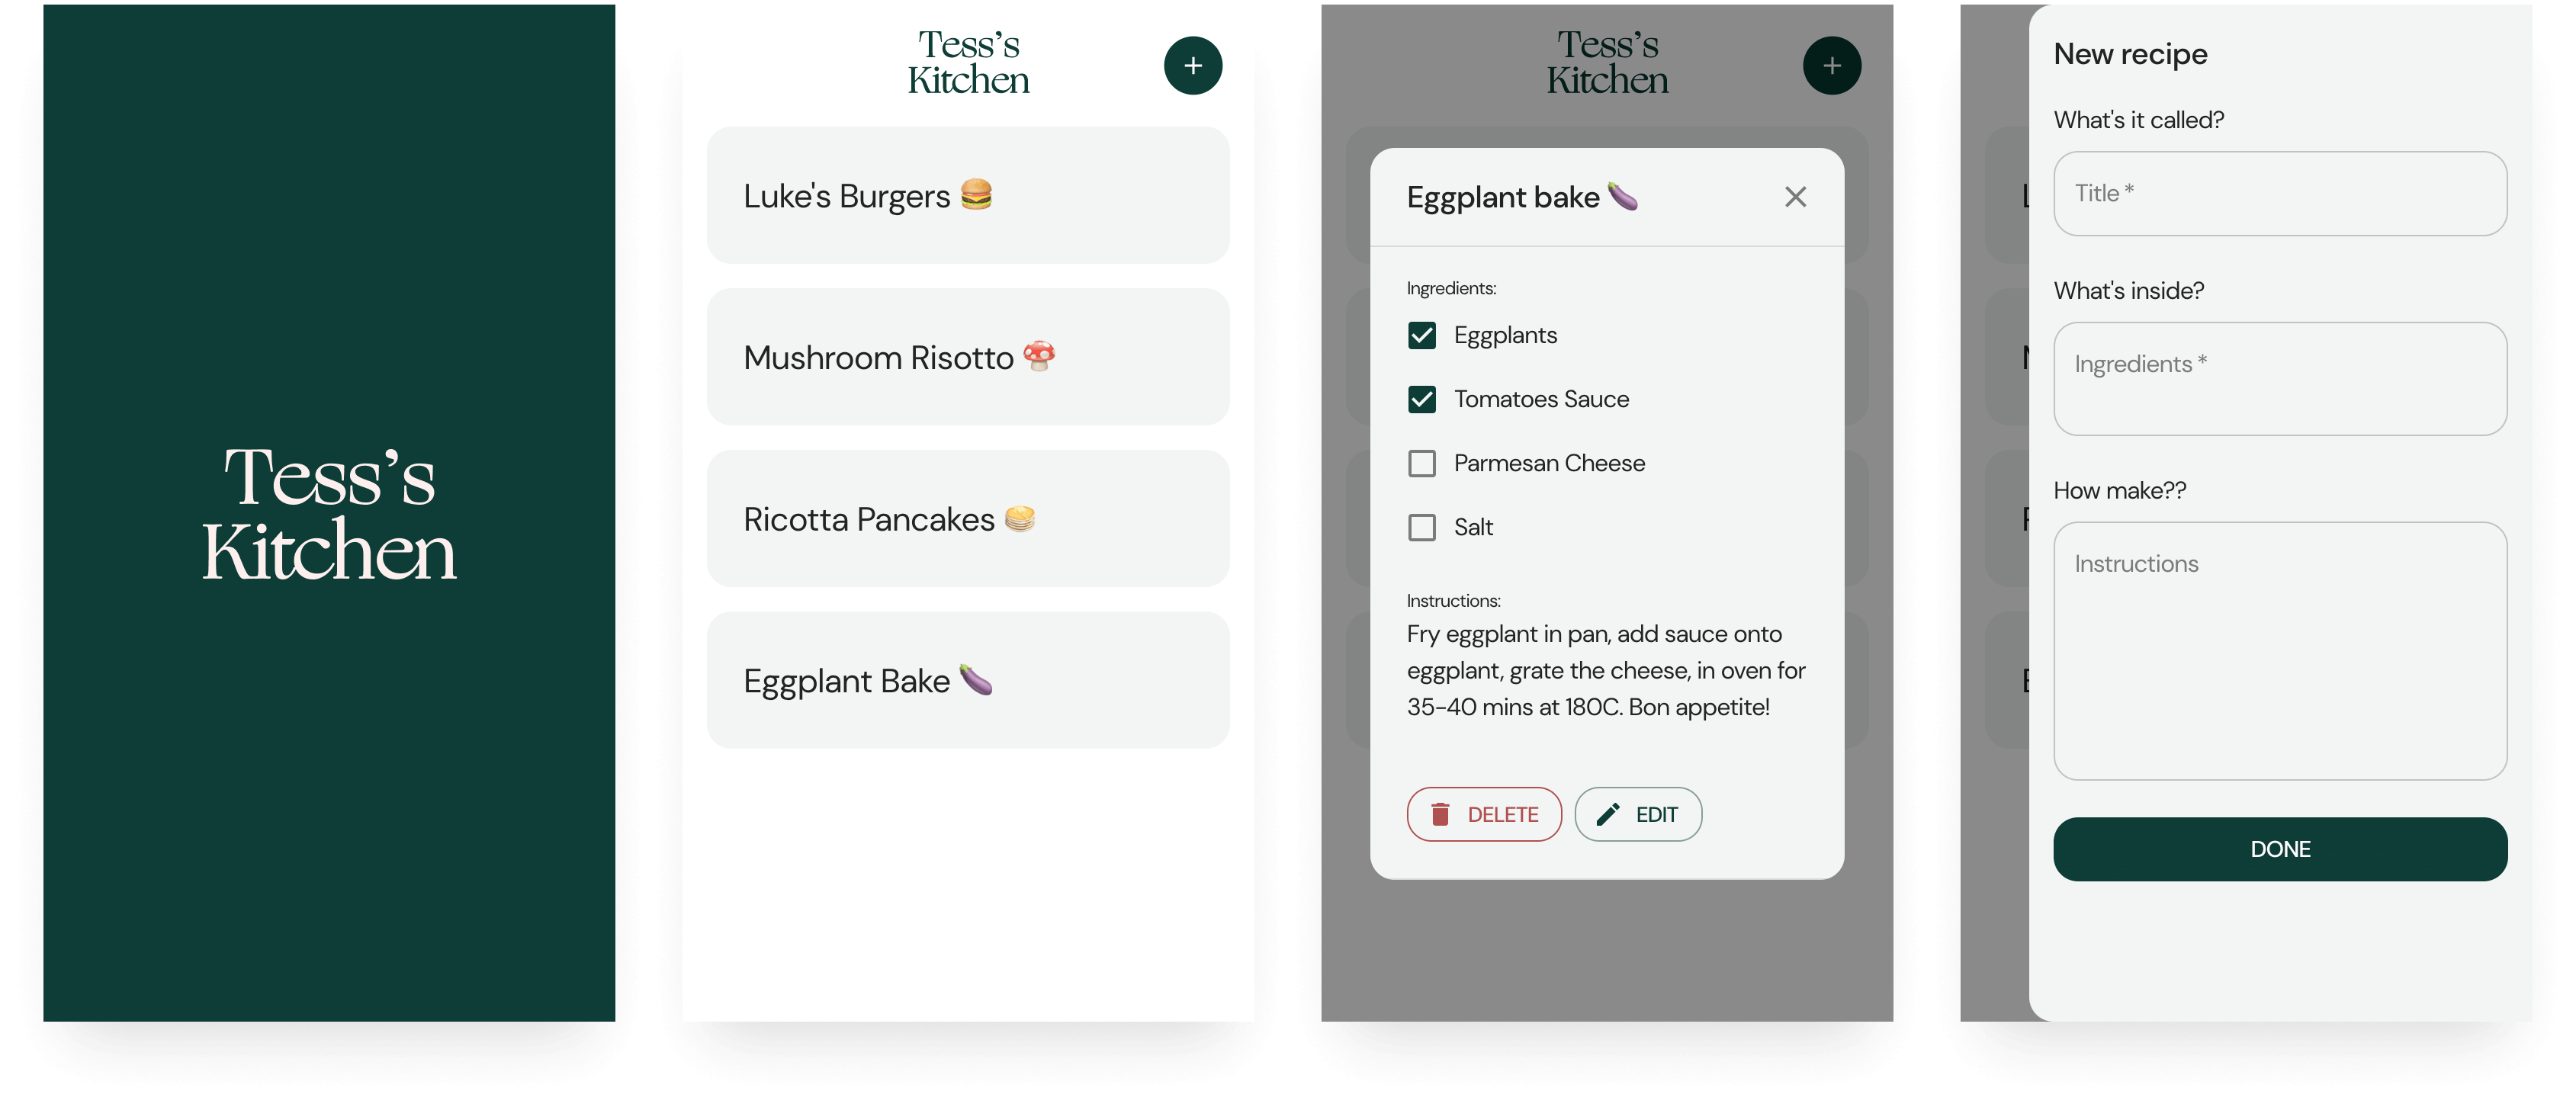 Tess’s
Kitchen
Tess’s
Kitchen
+
Luke's Burgers 🍔
Mushroom Risotto 🍄
Ricotta Pancakes 🥞
Eggplant Bake 🍆
Tess’s
Kitchen
+
Eggplant bake 🍆
Ingredients:
Eggplants
Tomatoes Sauce
Parmesan Cheese
Salt
Instructions:
Fry eggplant in pan, add sauce onto
eggplant, grate the cheese, in oven for
35-40 mins at 180C. Bon appetite!
DELETE
EDIT
New recipe
What's it called?
Title *
What's inside?
Ingredients *
How make??
Instructions
DONE